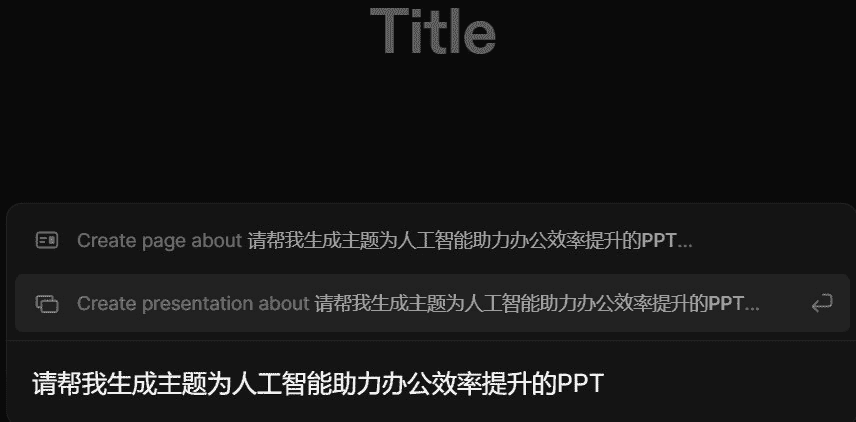 Title
Create page about 请帮我生成主题为人工智能助力办公效率提升的PPT...
Create presentation about 请帮我生成主题为人工智能助力办公效率提升的PPT...
请帮我生成主题为人工智能助力办公效率提升的PPT